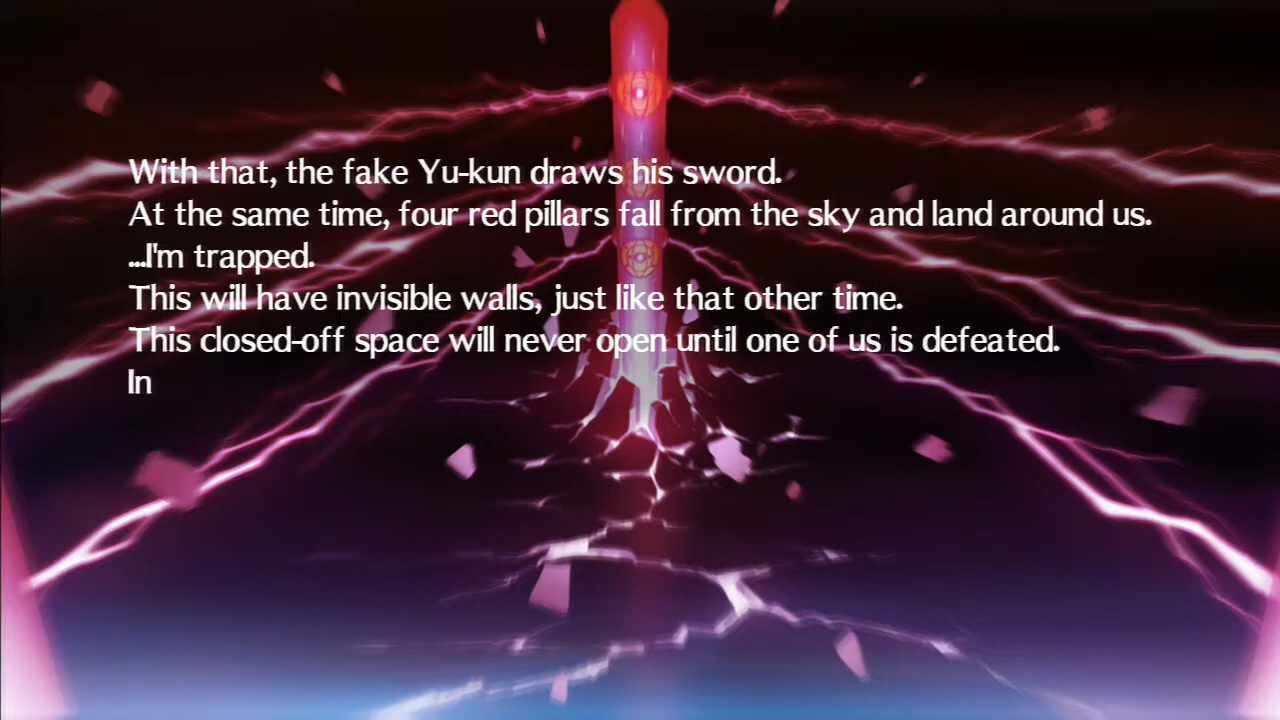 With that, the fake Yu-kun draws his sword.
At the same time, four red pillars fall from the sky and land around us.
...I'm trapped.
This will have invisible walls, just like that other time.
This closed-off space will never open until one of us is defeated.
In